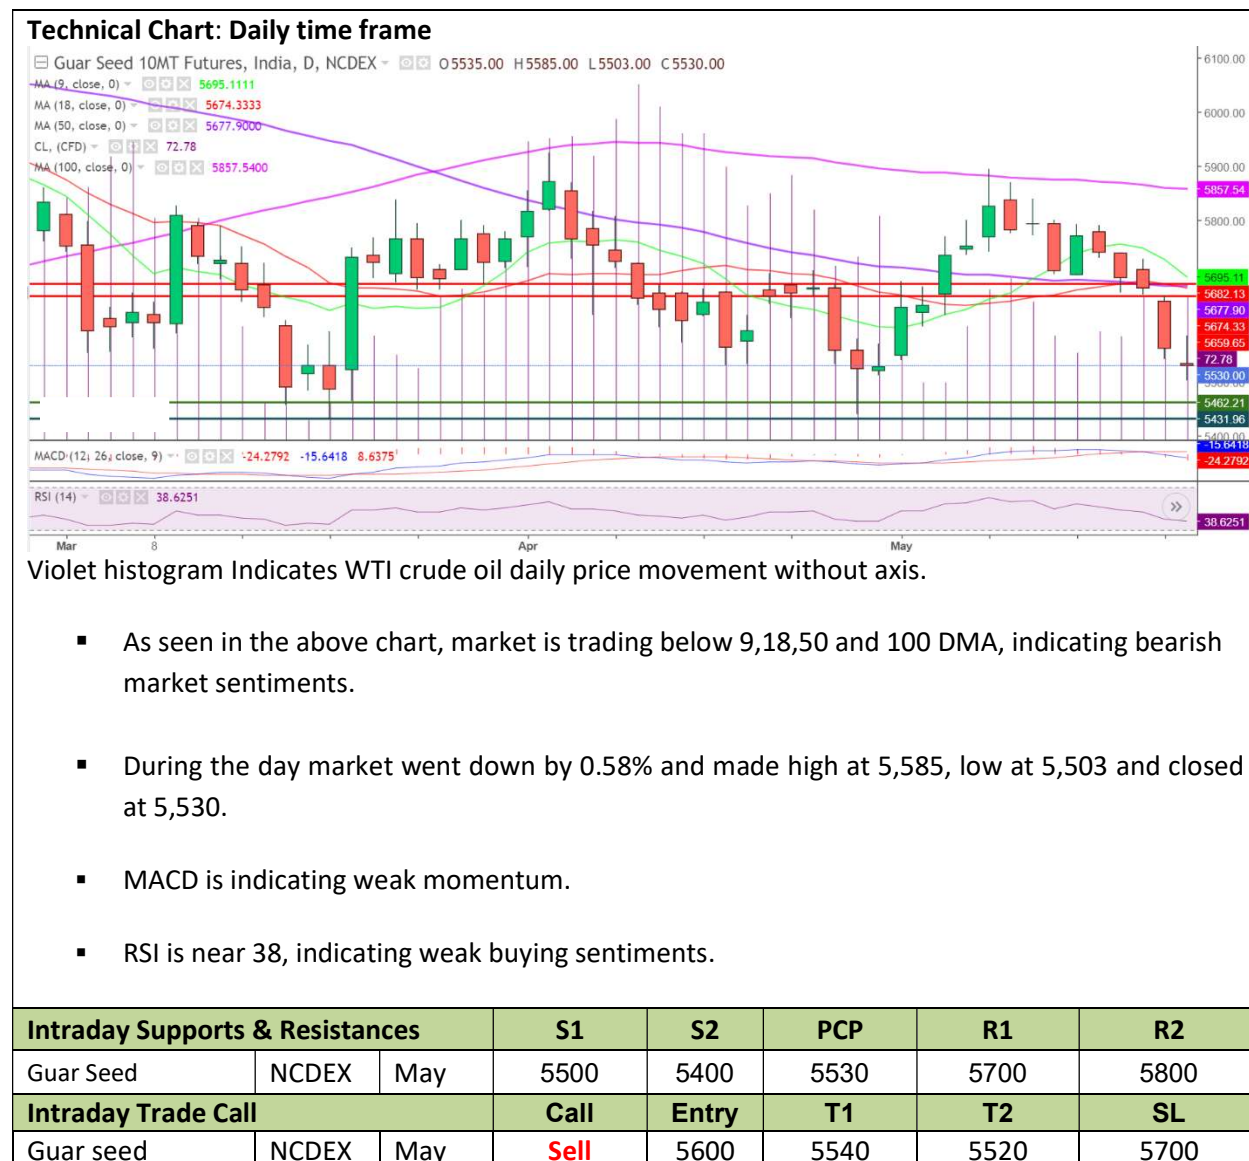 Technical Chart: Daily time frame
Guar Seed 10MT Futures, India, D, NCDEX O5535.00 H5585.00 L5503.00 C5530.00
MA (9, close, 0) 5695.1111
MA (18, close, 0) 5674.3333
MA (50, close, 0) 5677.9000
CL, (CFD) 72.78
MA (100, close, 0) 5857.5400
6100.00
6000.00
5900.00
5857.54
5800.00
5695.11
5682.13
5677.90
5674.33
5659.65
72.78
5530.00
5462.21
5431.96
5400.00
MACD (12, 26, close, 9) -24.2792 -15.6418 8.6375
-15.6418
-24.2792
RSI (14) 38.6251
38.6251
Mar 8 Apr May
Violet histogram Indicates WTI crude oil daily price movement without axis.
▪ As seen in the above chart, market is trading below 9,18,50 and 100 DMA, indicating bearish
market sentiments.
▪ During the day market went down by 0.58% and made high at 5,585, low at 5,503 and closed
at 5,530.
▪ MACD is indicating weak momentum.
▪ RSI is near 38, indicating weak buying sentiments.
Intraday Supports & Resistances S1 S2 PCP R1 R2
Guar Seed NCDEX May 5500 5400 5530 5700 5800
Intraday Trade Call Call Entry T1 T2 SL
Guar seed NCDEX May Sell 5600 5540 5520 5700